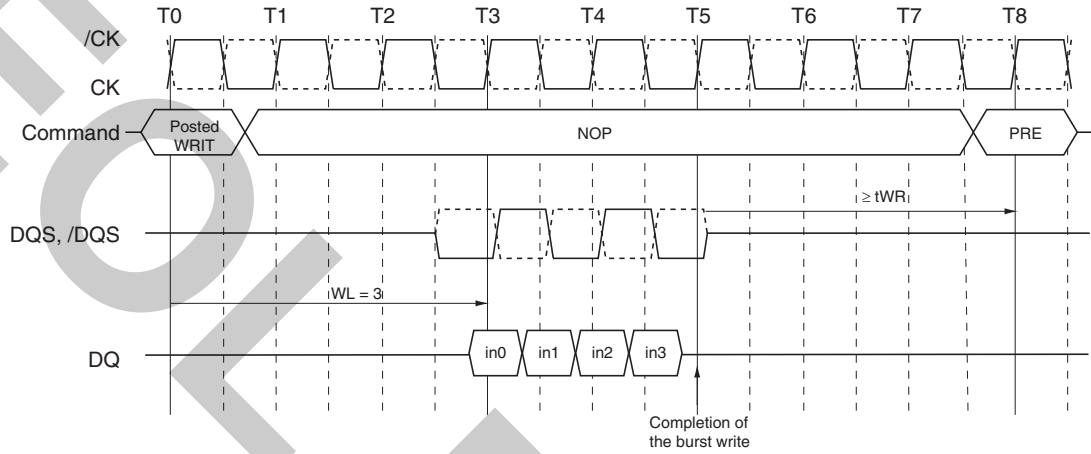 T0 T1 T2 T3 T4 T5 T6 T7 T8
/CK
CK
Command
Posted
WRIT
NOP
PRE
≥ tWR
DQS, /DQS
WL = 3
DQ
in0 in1 in2 in3
Completion of
the burst write